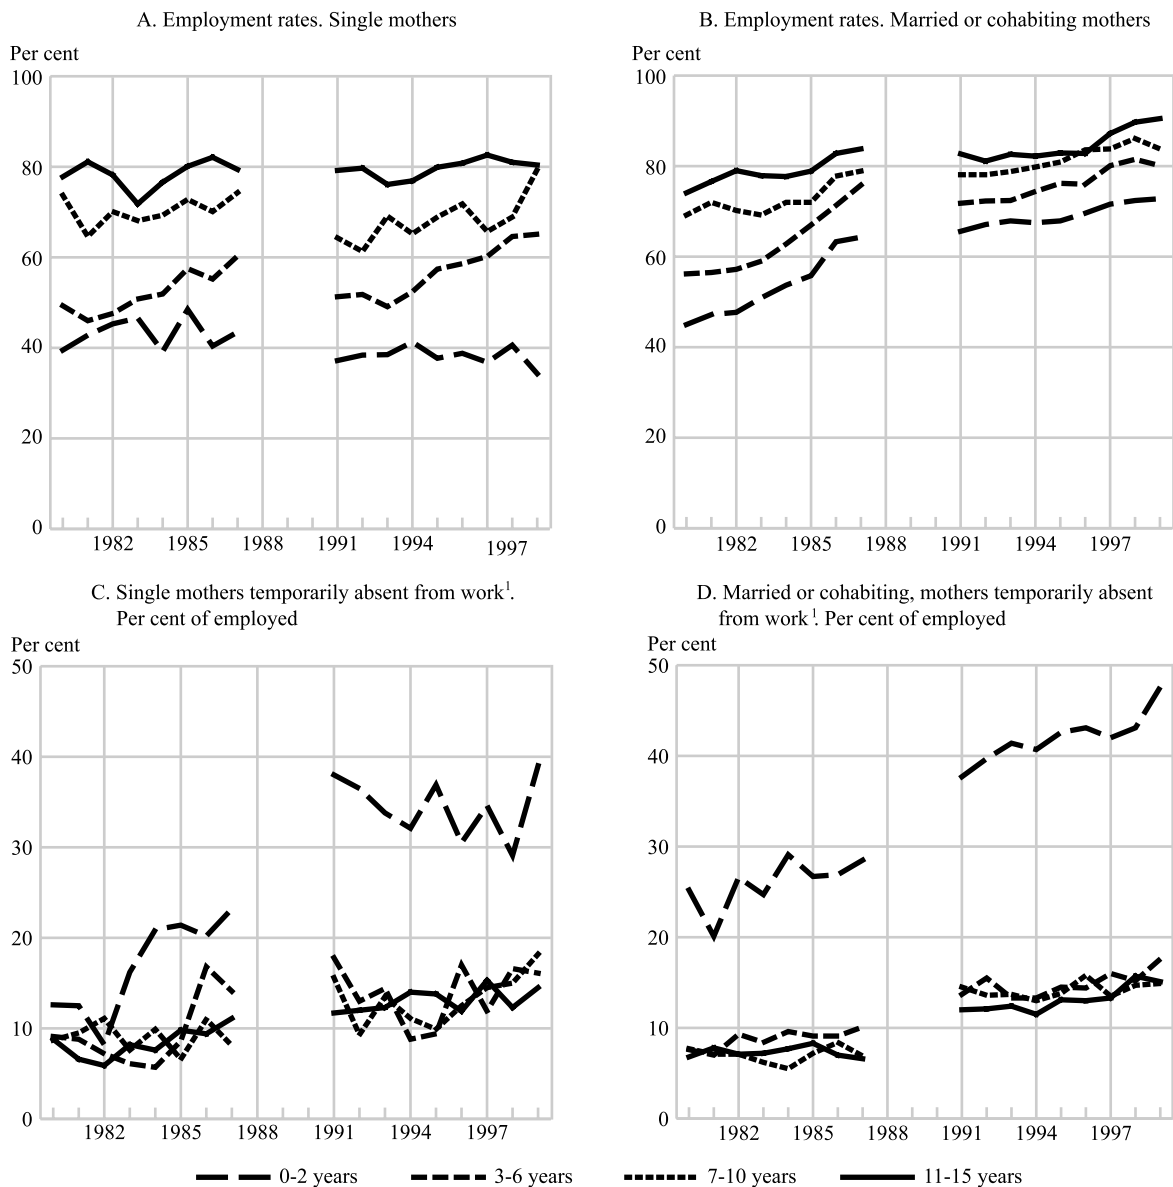 A. Employment rates. Single mothers
Per cent
100
80
60
40
20
0
1982 1985 1988 1991 1994 1997
B. Employment rates. Married or cohabiting mothers
Per cent
100
80
60
40
20
0
1982 1985 1988 1991 1994 1997
C. Single mothers temporarily absent from work¹.
Per cent of employed
Per cent
50
40
30
20
10
0
1982 1985 1988 1991 1994 1997
D. Married or cohabiting, mothers temporarily absent
from work¹. Per cent of employed
Per cent
50
40
30
20
10
0
1982 1985 1988 1991 1994 1997
0-2 years 3-6 years 7-10 years 11-15 years